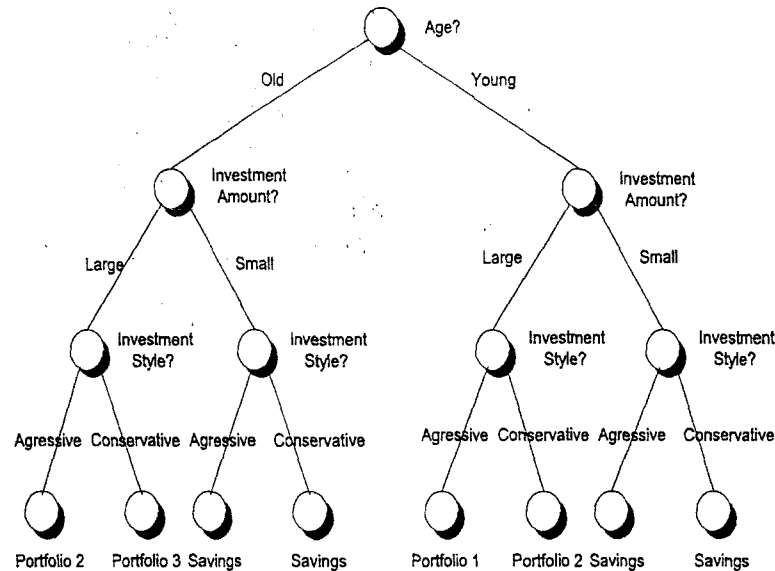 Age?
Old
Young
Investment
Amount?
Investment
Amount?
Large
Small
Large
Small
Investment
Style?
Investment
Style?
Investment
Style?
Investment
Style?
Agressive
Conservative
Agressive
Conservative
Agressive
Conservative
Agressive
Conservative
Portfolio 2
Portfolio 3
Savings
Savings
Portfolio 1
Portfolio 2
Savings
Savings